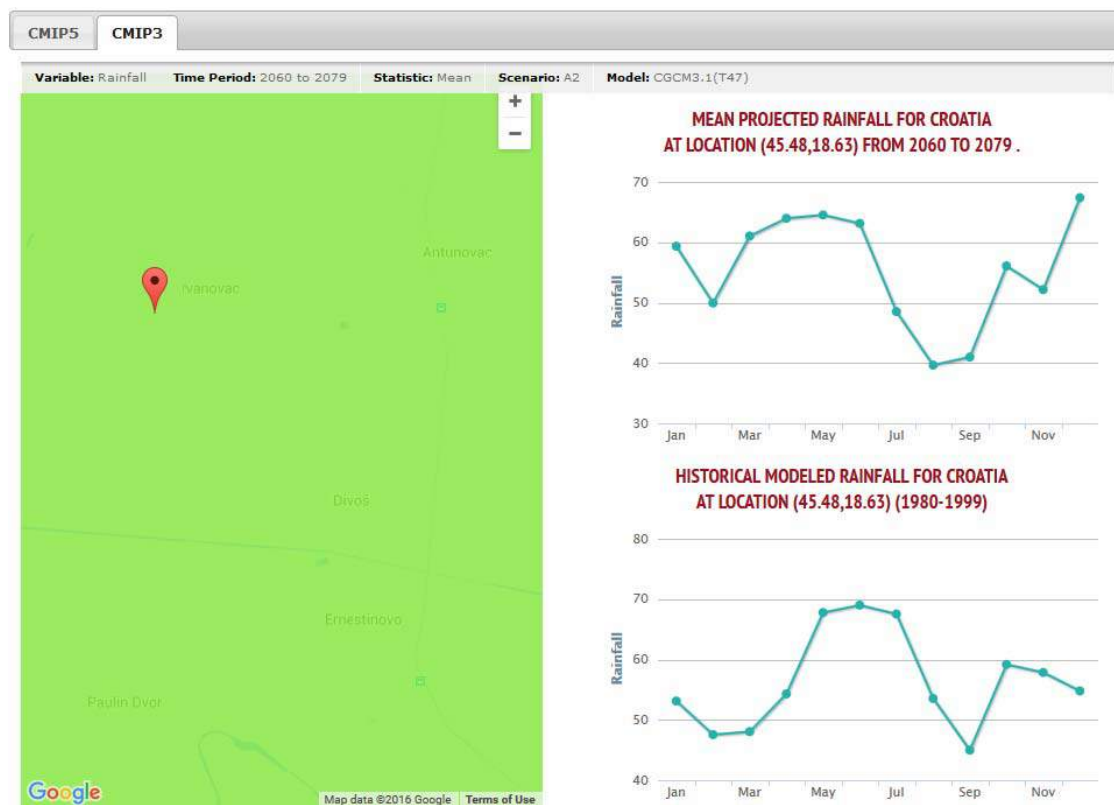 CMIP5 CMIP3
Variable: Rainfall Time Period: 2060 to 2079 Statistic: Mean Scenario: A2 Model: CGCM3.1(T47)
+
−
Antunovac
Ivanovac
Divoš
Ernestinovo
Paulin Dvor
Google
Map data ©2016 Google Terms of Use
MEAN PROJECTED RAINFALL FOR CROATIA
AT LOCATION (45.48,18.63) FROM 2060 TO 2079 .
70
60
50
40
30
Rainfall
Jan Mar May Jul Sep Nov
HISTORICAL MODELED RAINFALL FOR CROATIA
AT LOCATION (45.48,18.63) (1980-1999)
80
70
60
50
40
Rainfall
Jan Mar May Jul Sep Nov